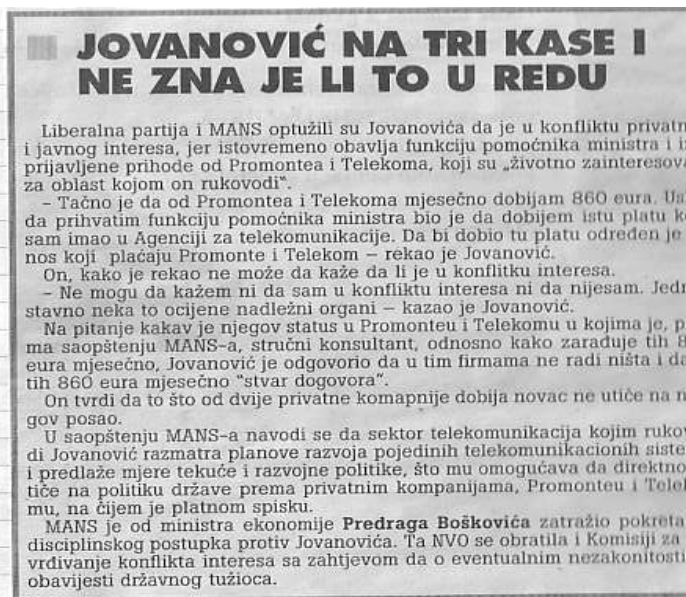 JOVANOVIĆ NA TRI KASE I
NE ZNA JE LI TO U REDU
Liberalna partija i MANS optužili su Jovanovića da je u konfliktu privatn
i javnog interesa, jer istovremeno obavlja funkciju pomoćnika ministra i i
prijavljene prihode od Promontea i Telekoma, koji su „životno zainteresova
za oblast kojom on rukovodi".
– Tačno je da od Promontea i Telekoma mjesečno dobijam 860 eura. Us
da prihvatim funkciju pomoćnika ministra bio je da dobijem istu platu k
sam imao u Agenciji za telekomunikacije. Da bi dobio tu platu određen je
nos koji plaćaju Promonte i Telekom – rekao je Jovanović.
On, kako je rekao ne može da kaže da li je u konflitku interesa.
– Ne mogu da kažem ni da sam u konfliktu interesa ni da nijesam. Jedn
stavno neka to ocijene nadležni organi – kazao je Jovanović.
Na pitanje kakav je njegov status u Promonteu i Telekomu u kojima je, p
ma saopštenju MANS-a, stručni konsultant, odnosno kako zarađuje tih 8
eura mjesečno, Jovanović je odgovorio da u tim firmama ne radi ništa i da
tih 860 eura mjesečno "stvar dogovora".
On tvrdi da to što od dvije privatne komapnije dobija novac ne utiče na n
gov posao.
U saopštenju MANS-a navodi se da sektor telekomunikacija kojim rukov
di Jovanović razmatra planove razvoja pojedinih telekomunikacionih siste
i predlaže mjere tekuće i razvojne politike, što mu omogućava da direktno
tiče na politiku države prema privatnim kompanijama, Promonteu i Telek
mu, na čijem je platnom spisku.
MANS je od ministra ekonomije Predraga Boškovića zatražio pokreta
disciplinskog postupka protiv Jovanovića. Ta NVO se obratila i Komisiji za
vrđivanje konflikta interesa sa zahtjevom da o eventualnim nezakonitosti
obavijesti državnog tužioca.